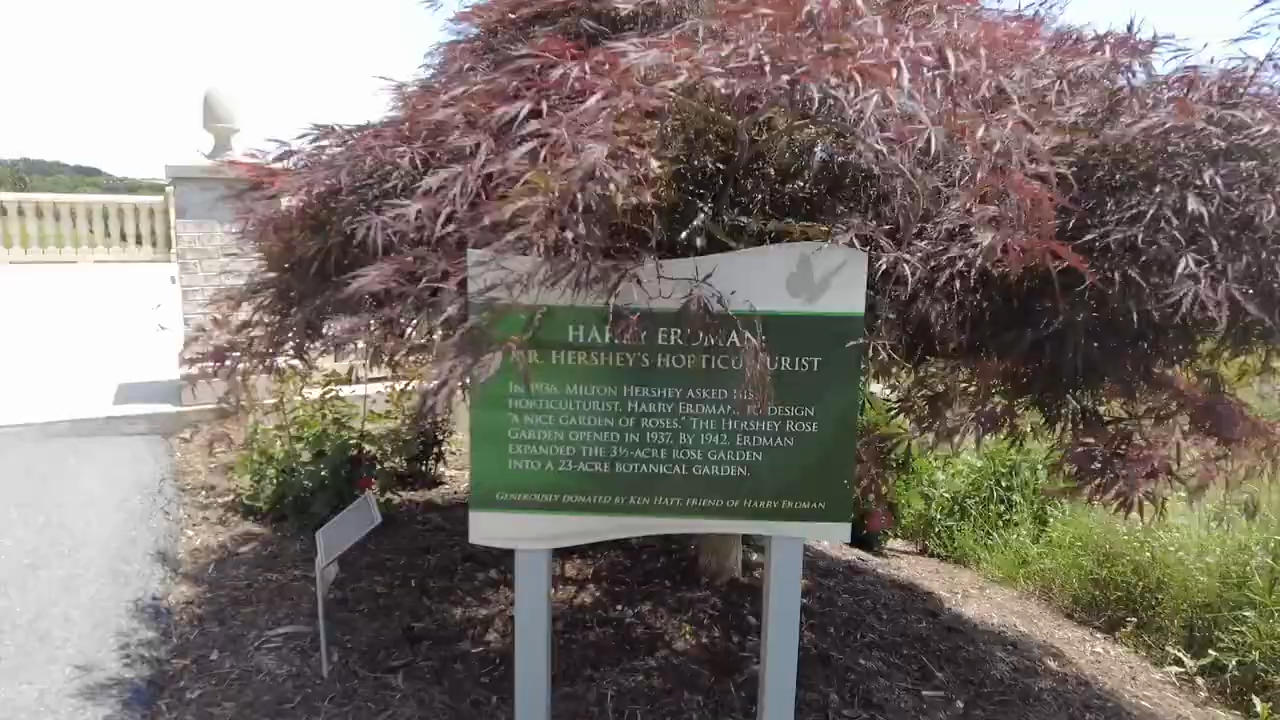 HARRY ERDMAN:
MR. HERSHEY'S HORTICULTURIST
IN 1936, MILTON HERSHEY ASKED HIS
HORTICULTURIST, HARRY ERDMAN, TO DESIGN
"A NICE GARDEN OF ROSES." THE HERSHEY ROSE
GARDEN OPENED IN 1937. BY 1942, ERDMAN
EXPANDED THE 3½-ACRE ROSE GARDEN
INTO A 23-ACRE BOTANICAL GARDEN.
GENEROUSLY DONATED BY KEN HATT, FRIEND OF HARRY ERDMAN